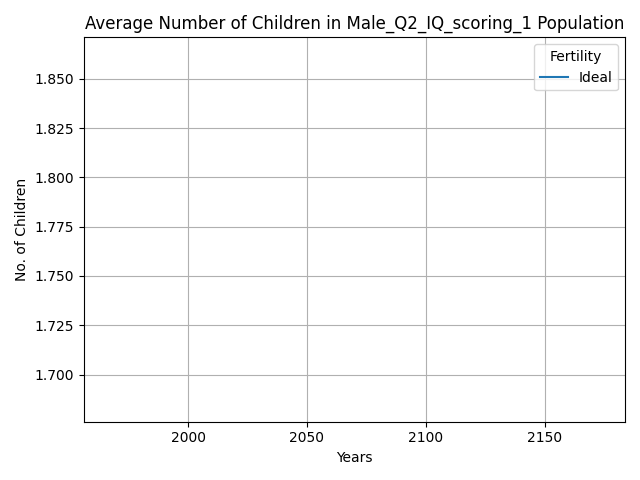 Average Number of Children in Male_Q2_IQ_scoring_1 Population
Fertility
Ideal
1.850
1.825
1.800
1.775
1.750
1.725
1.700
No. of Children
2000
2050
2100
2150
Years